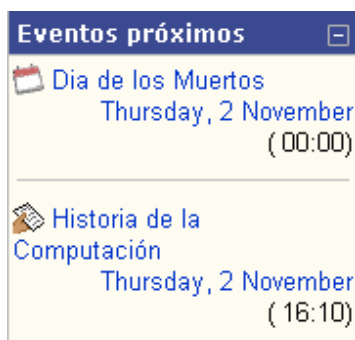 Eventos próximos
Dia de los Muertos
Thursday, 2 November
( 00:00)
Historia de la
Computación
Thursday, 2 November
( 16:10)